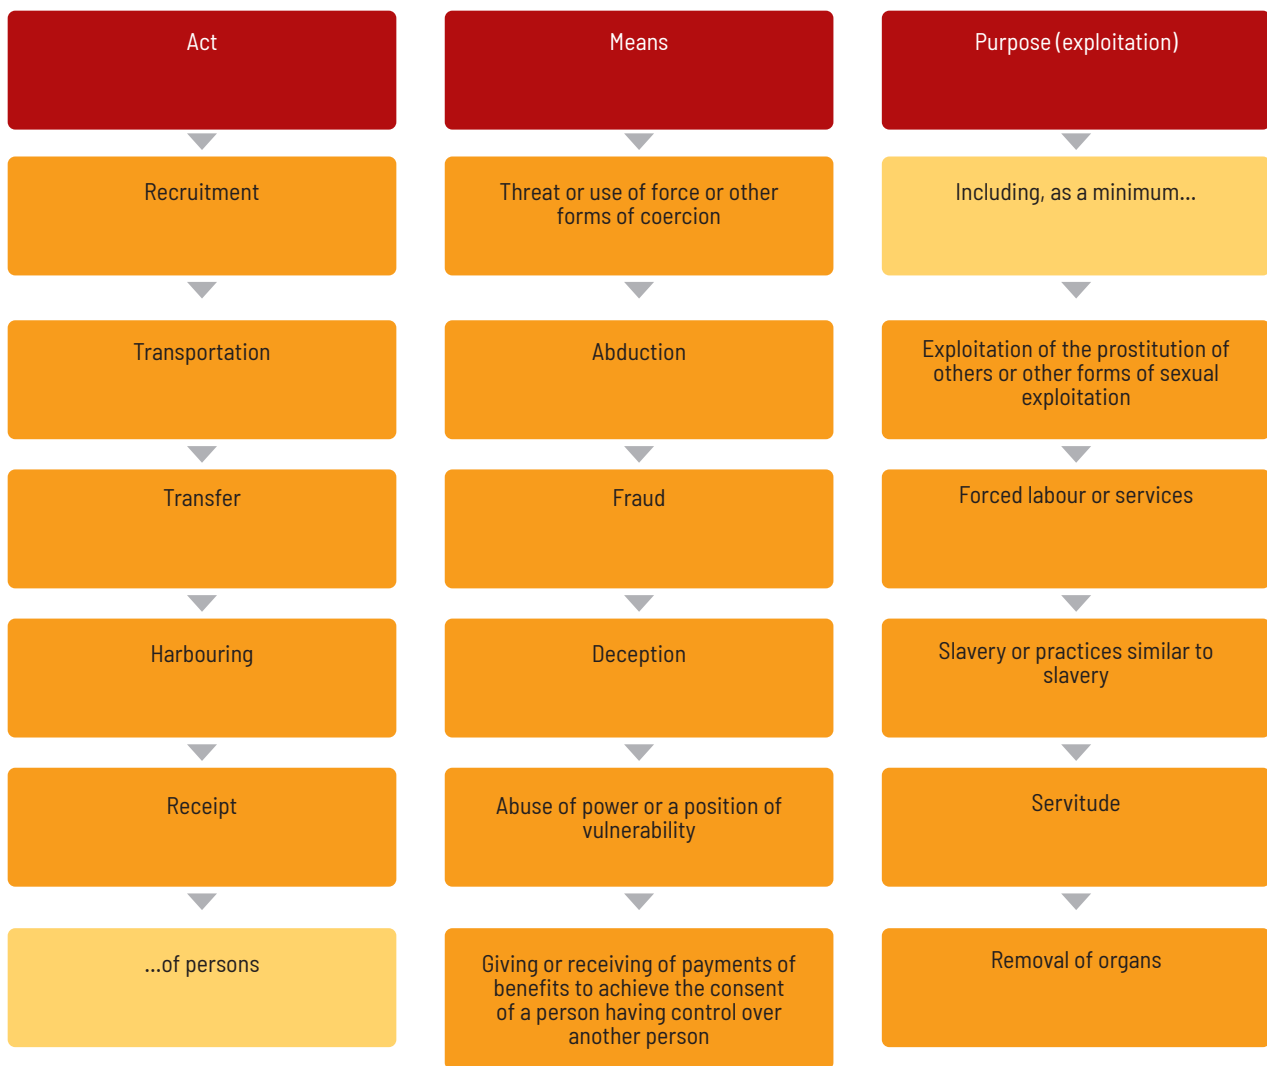 Act
Means
Purpose (exploitation)
Recruitment
Threat or use of force or other
forms of coercion
Including, as a minimum...
Transportation
Abduction
Exploitation of the prostitution of
others or other forms of sexual
exploitation
Transfer
Fraud
Forced labour or services
Harbouring
Deception
Slavery or practices similar to
slavery
Receipt
Abuse of power or a position of
vulnerability
Servitude
...of persons
Giving or receiving of payments of
benefits to achieve the consent
of a person having control over
another person
Removal of organs